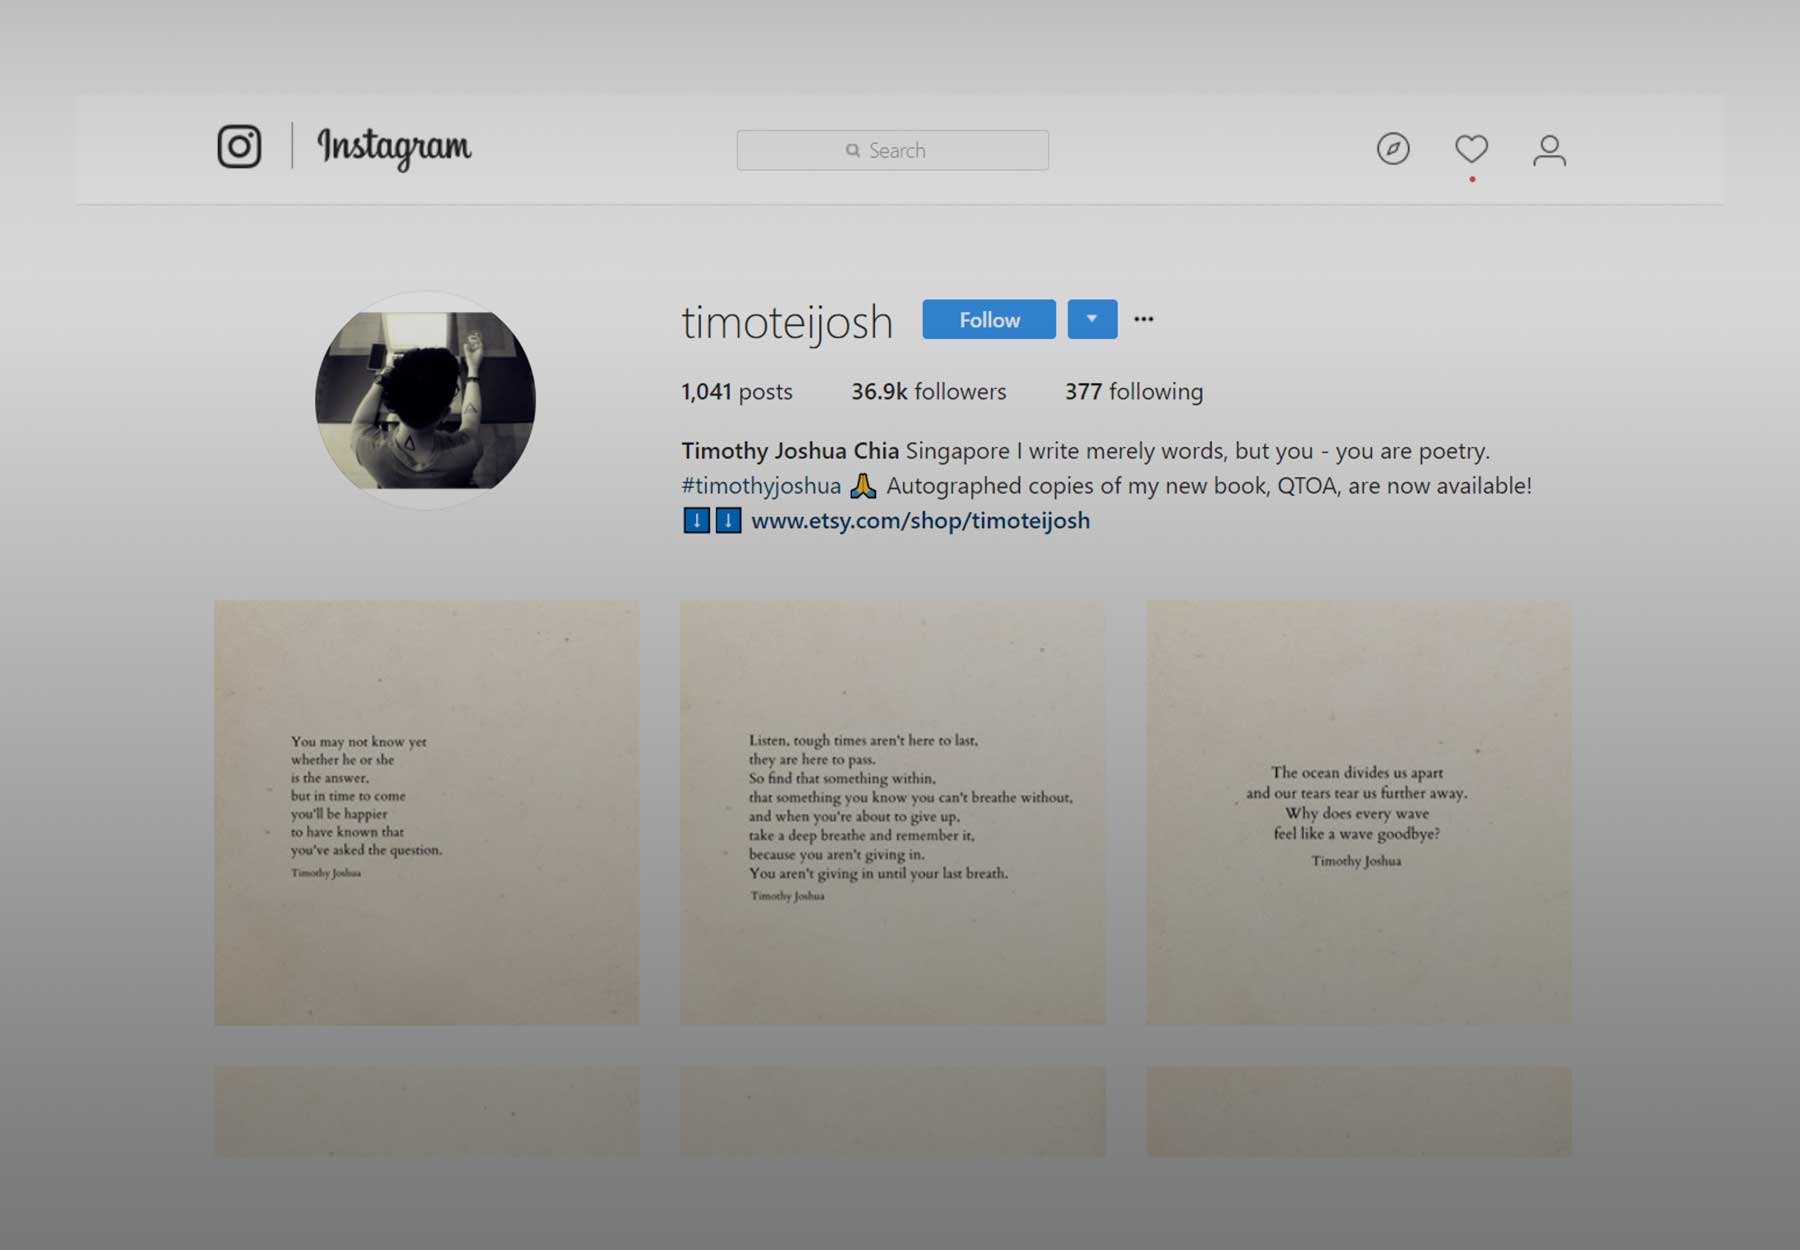 Instagram
Search
timoteijosh Follow
1,041 posts 36.9k followers 377 following
Timothy Joshua Chia Singapore I write merely words, but you - you are poetry.
#timothyjoshua 🙏 Autographed copies of my new book, QTOA, are now available!
⬇️⬇️ www.etsy.com/shop/timoteijosh
You may not know yet
whether he or she
is the answer,
but in time to come
you'll be happier
to have known that
you've asked the question.
Timothy Joshua
Listen, tough times aren't here to last,
they are here to pass.
So find that something within,
that something you know you can't breathe without,
and when you're about to give up,
take a deep breathe and remember it,
because you aren't giving in.
You aren't giving in until your last breath.
Timothy Joshua
The ocean divides us apart
and our tears tear us further away.
Why does every wave
feel like a wave goodbye?
Timothy Joshua